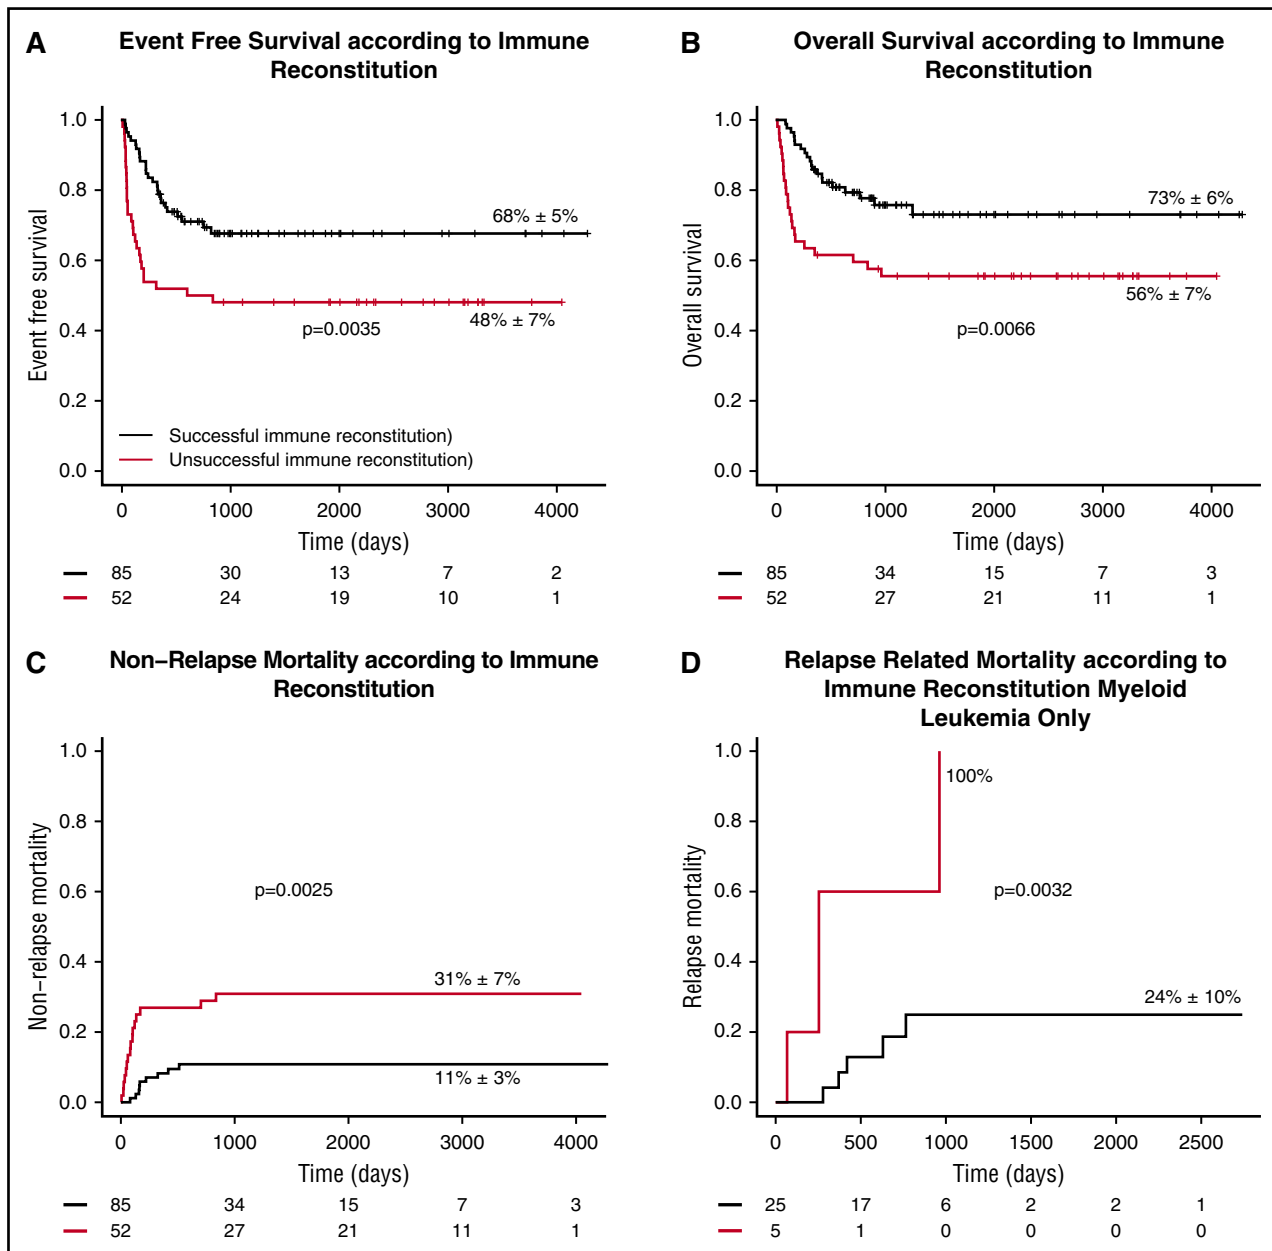 A
Event Free Survival according to Immune
Reconstitution
Event free survival
1.0
0.8
0.6
0.4
0.2
0.0
68% ± 5%
48% ± 7%
p=0.0035
Successful immune reconstitution)
Unsuccessful immune reconstitution)
0 1000 2000 3000 4000
Time (days)
85 30 13 7 2
52 24 19 10 1
B
Overall Survival according to Immune
Reconstitution
Overall survival
1.0
0.8
0.6
0.4
0.2
0.0
73% ± 6%
56% ± 7%
p=0.0066
0 1000 2000 3000 4000
Time (days)
85 34 15 7 3
52 27 21 11 1
C
Non–Relapse Mortality according to Immune
Reconstitution
Non–relapse mortality
1.0
0.8
0.6
0.4
0.2
0.0
p=0.0025
31% ± 7%
11% ± 3%
0 1000 2000 3000 4000
Time (days)
85 34 15 7 3
52 27 21 11 1
D
Relapse Related Mortality according to
Immune Reconstitution Myeloid
Leukemia Only
Relapse mortality
1.0
0.8
0.6
0.4
0.2
0.0
100%
p=0.0032
24% ± 10%
0 500 1000 1500 2000 2500
Time (days)
25 17 6 2 2 1
5 1 0 0 0 0